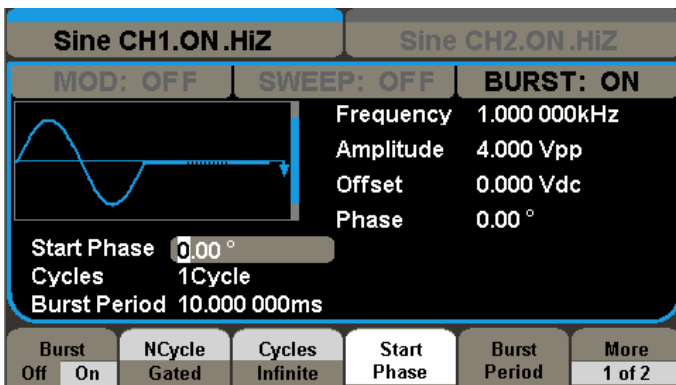 Sine CH1.ON.HiZ Sine CH2.ON.HiZ
MOD: OFF SWEEP: OFF BURST: ON
Frequency 1.000 000kHz
Amplitude 4.000 Vpp
Offset 0.000 Vdc
Phase 0.00 °
Start Phase 0.00 °
Cycles 1Cycle
Burst Period 10.000 000ms
Burst NCycle Cycles Start Burst More
Off On Gated Infinite Phase Period 1 of 2